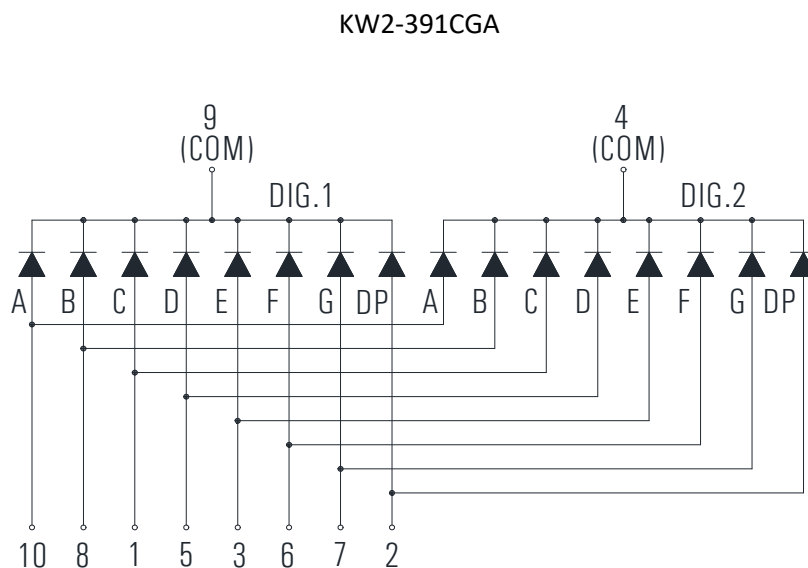 KW2-391CGA
9 4
(COM) (COM)
DIG.1 DIG.2
A B C D E F G DP A B C D E F G DP
10 8 1 5 3 6 7 2